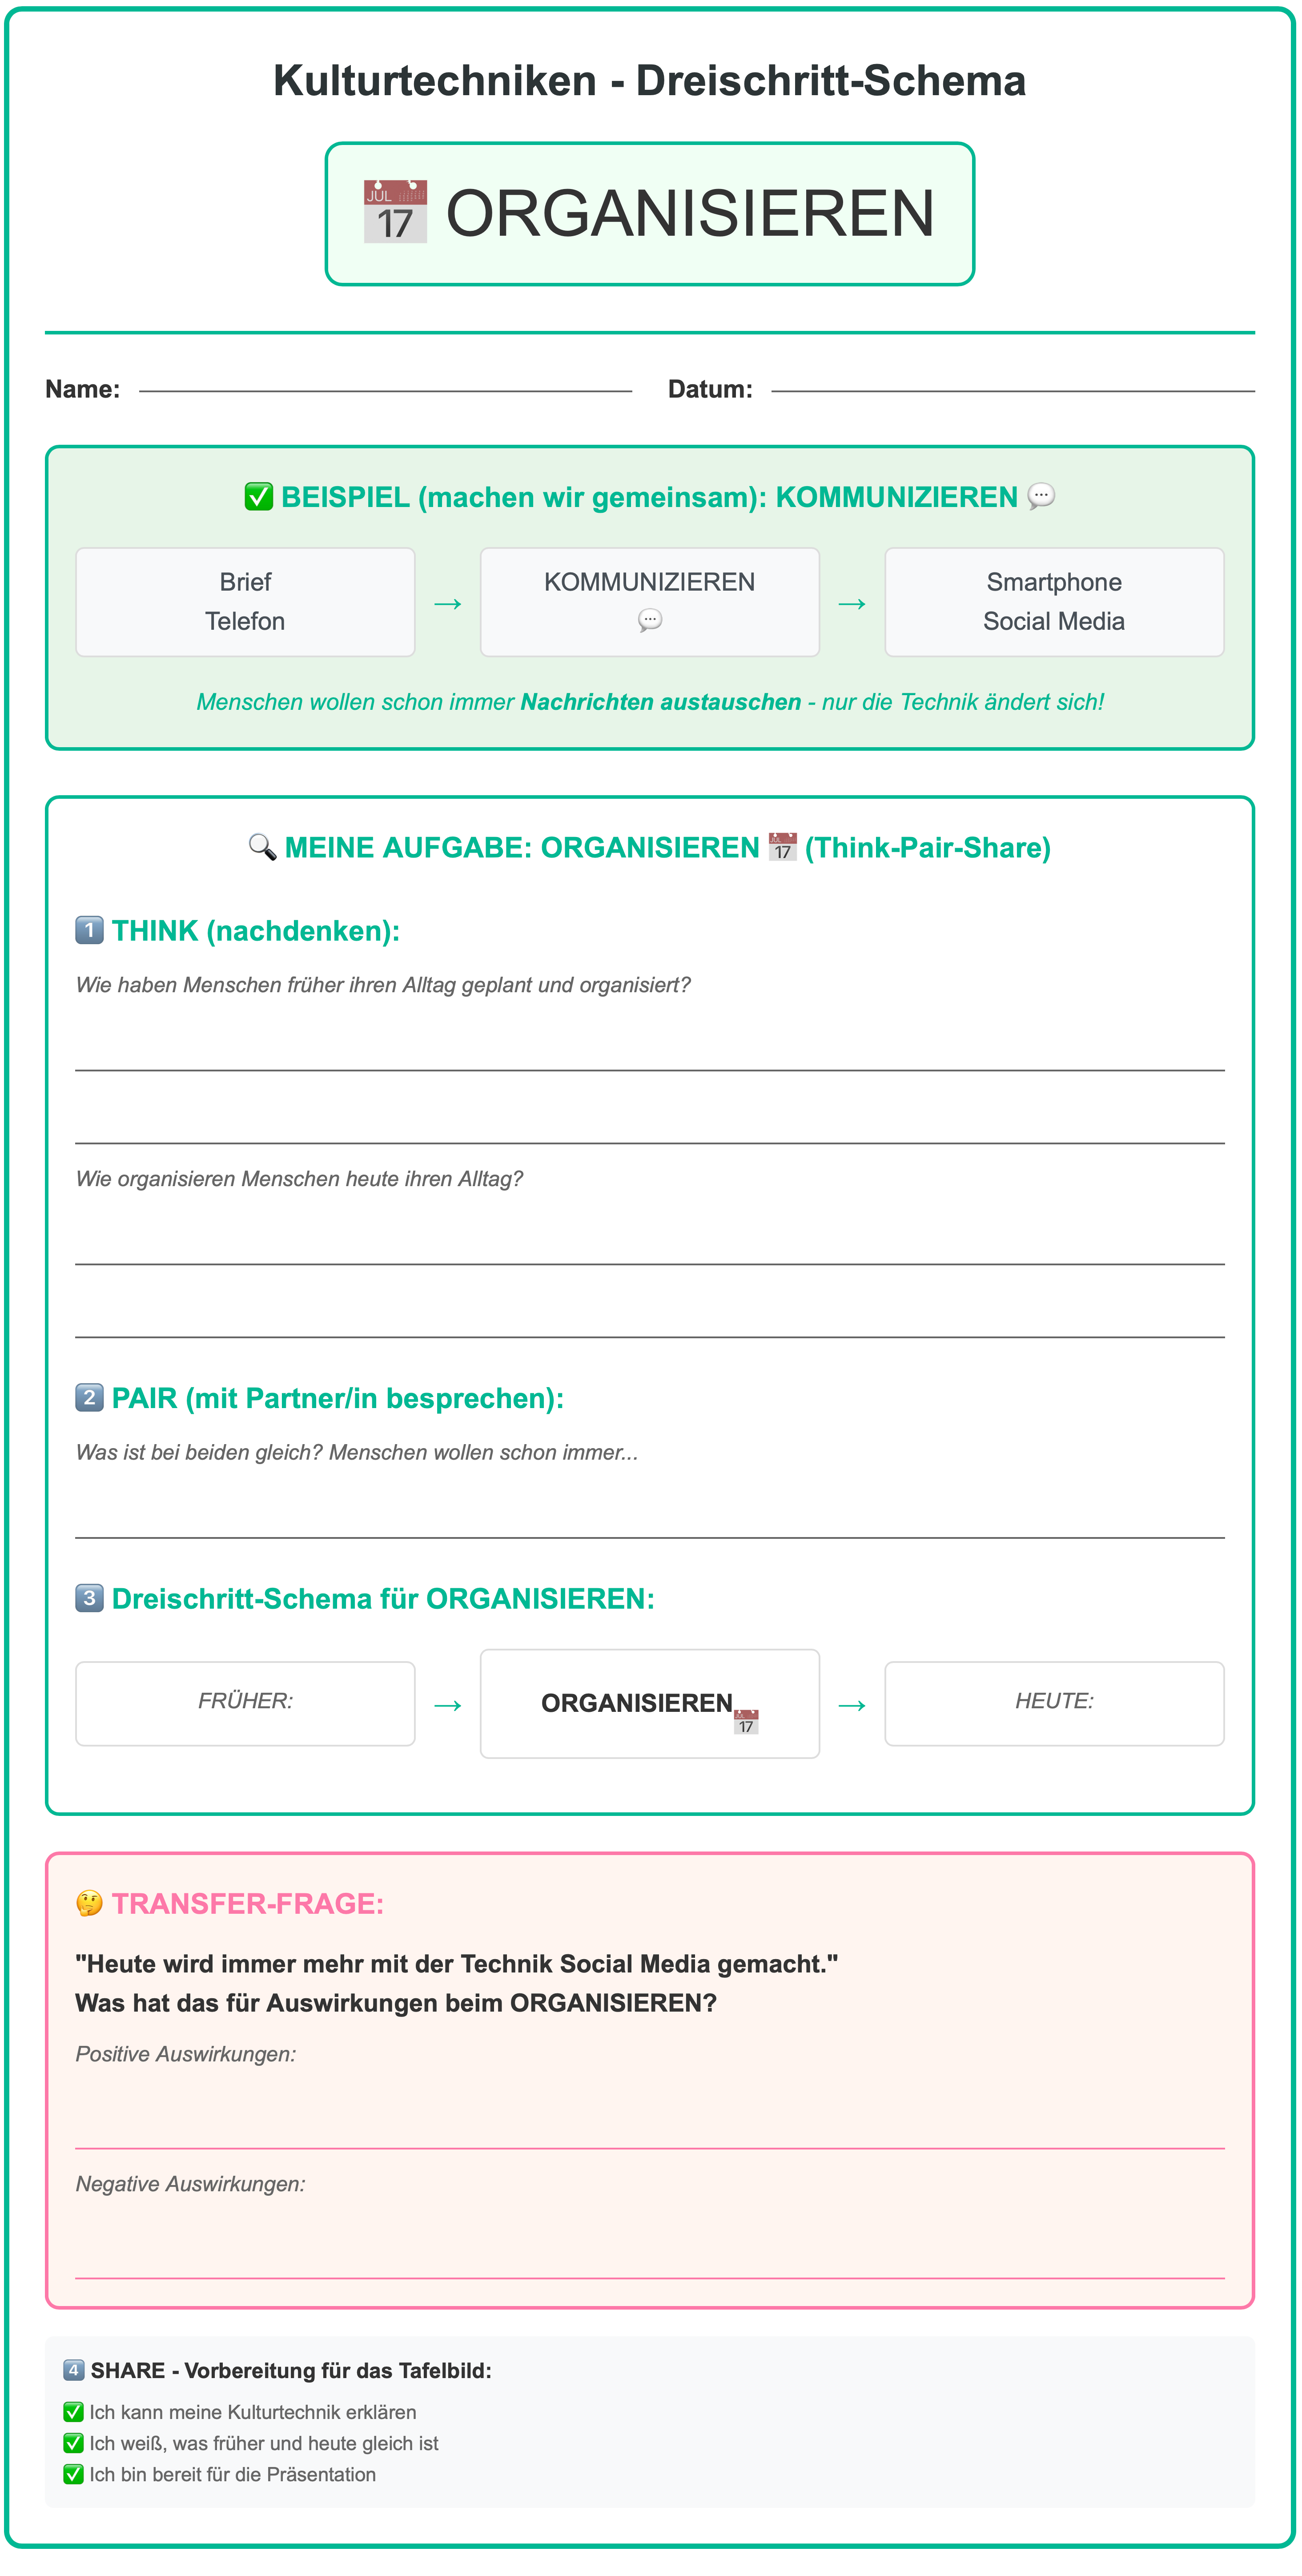 Kulturtechniken - Dreischritt-Schema
📅 ORGANISIEREN
Name: Datum:
✅ BEISPIEL (machen wir gemeinsam): KOMMUNIZIEREN 💬
Brief
Telefon
→
KOMMUNIZIEREN
💬
→
Smartphone
Social Media
Menschen wollen schon immer Nachrichten austauschen - nur die Technik ändert sich!
🔍 MEINE AUFGABE: ORGANISIEREN 📅 (Think-Pair-Share)
1️⃣ THINK (nachdenken):
Wie haben Menschen früher ihren Alltag geplant und organisiert?
Wie organisieren Menschen heute ihren Alltag?
2️⃣ PAIR (mit Partner/in besprechen):
Was ist bei beiden gleich? Menschen wollen schon immer...
3️⃣ Dreischritt-Schema für ORGANISIEREN:
FRÜHER:
→
ORGANISIEREN📅
→
HEUTE:
🤔 TRANSFER-FRAGE:
"Heute wird immer mehr mit der Technik Social Media gemacht."
Was hat das für Auswirkungen beim ORGANISIEREN?
Positive Auswirkungen:
Negative Auswirkungen:
4️⃣ SHARE - Vorbereitung für das Tafelbild:
✅ Ich kann meine Kulturtechnik erklären
✅ Ich weiß, was früher und heute gleich ist
✅ Ich bin bereit für die Präsentation